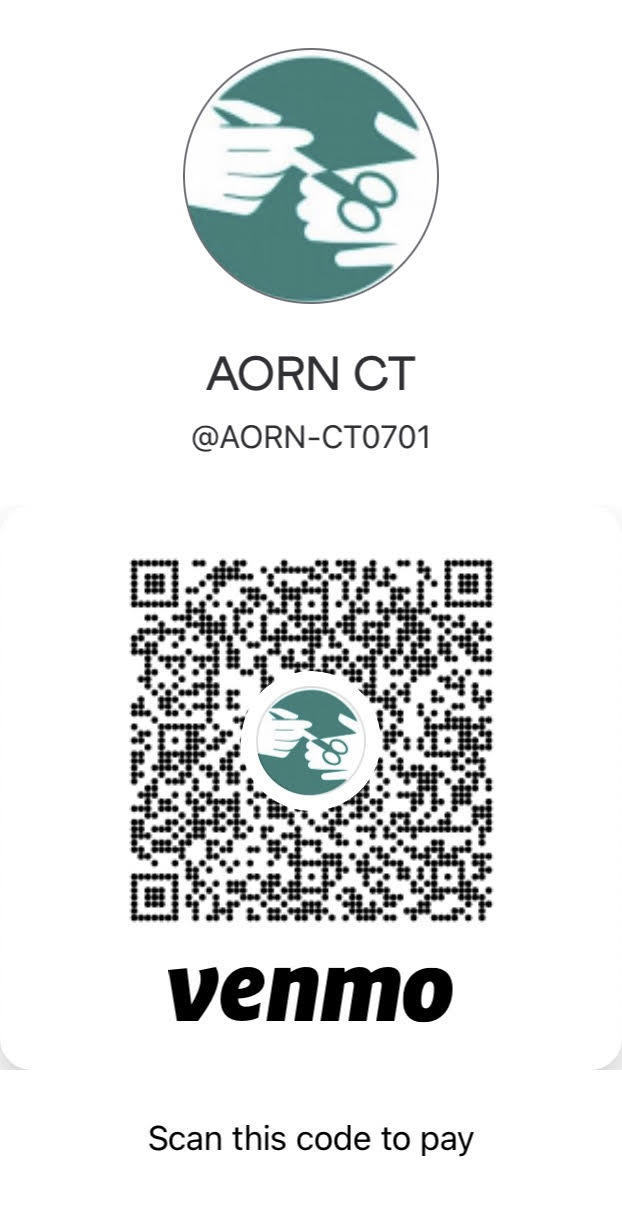 AORN CT
@AORN-CT0701
venmo
Scan this code to pay